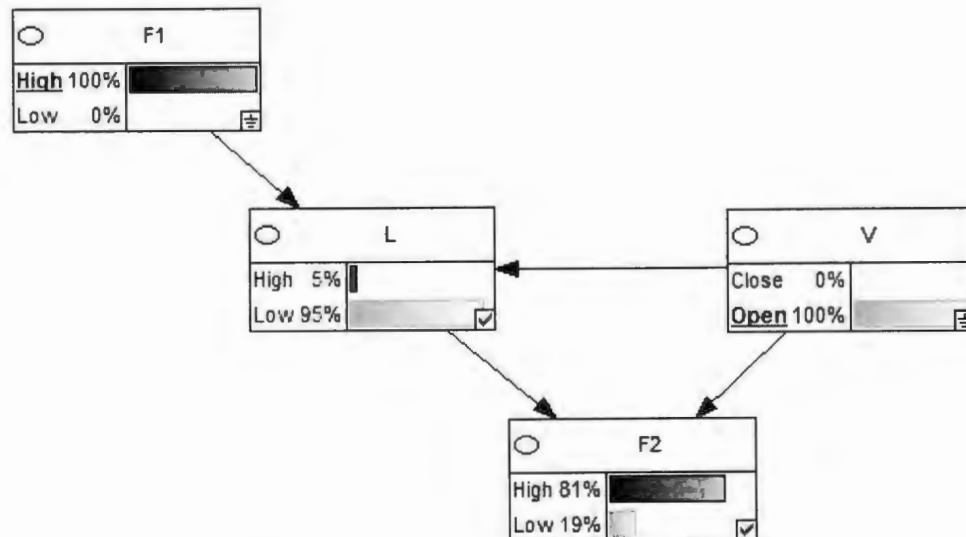 F1
High 100%
Low 0%
L
High 5%
Low 95%
V
Close 0%
Open 100%
F2
High 81%
Low 19%